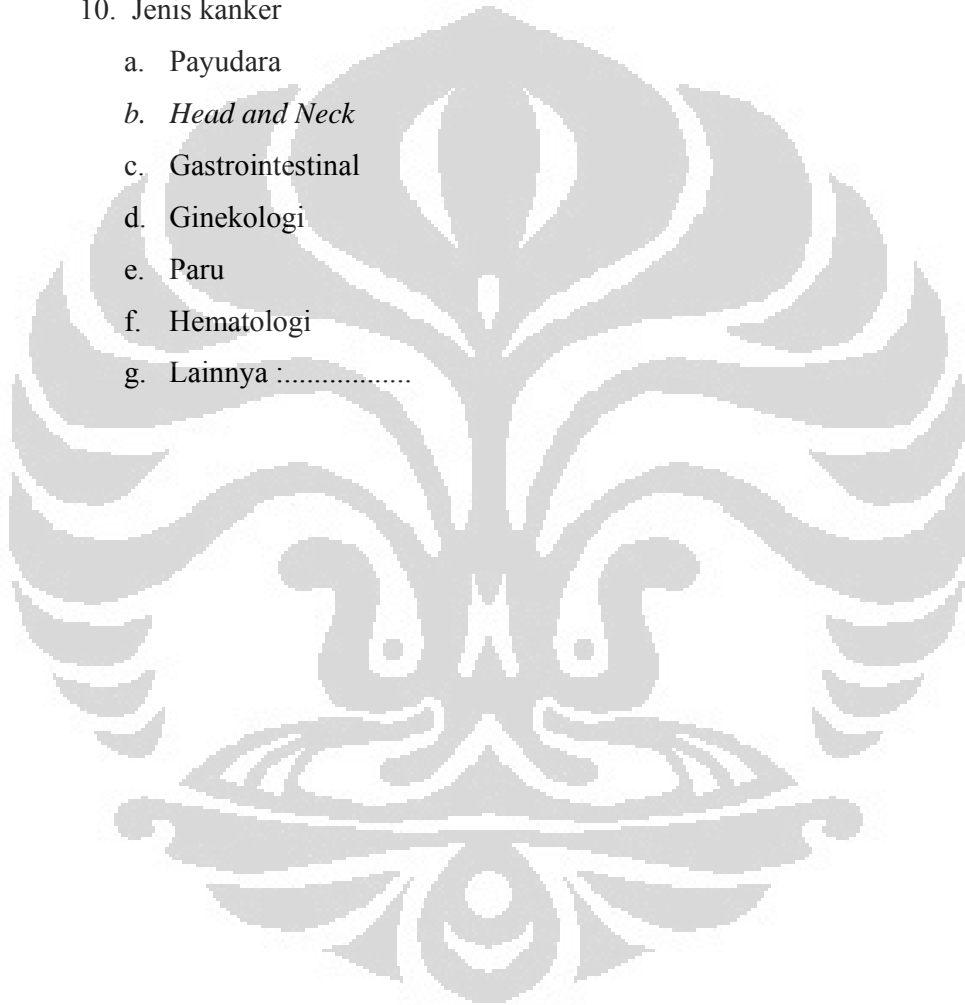 10. Jenis kanker
a. Payudara
b. Head and Neck
c. Gastrointestinal
d. Ginekologi
e. Paru
f. Hematologi
g. Lainnya :.................